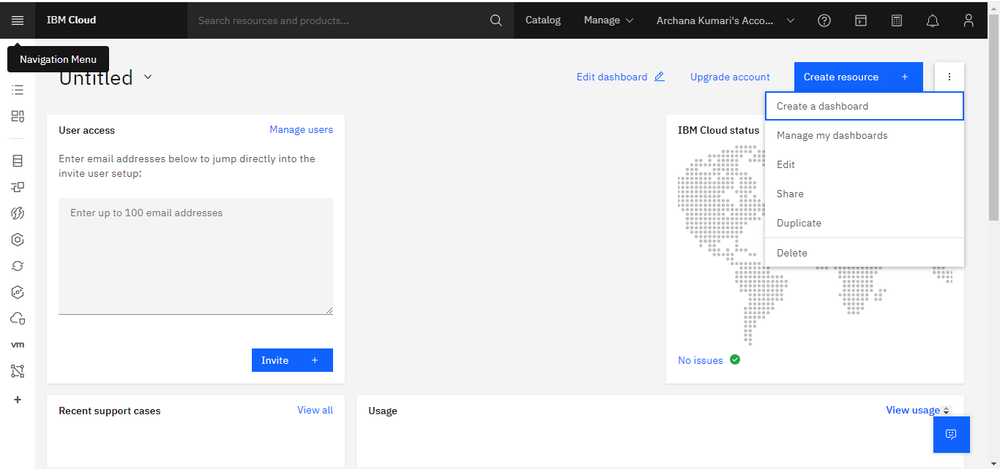 IBM Cloud
Search resources and products...
Catalog
Manage
Archana Kumari's Acco...
Navigation Menu
Untitled
Edit dashboard
Upgrade account
Create resource +
Create a dashboard
Manage my dashboards
Edit
Share
Duplicate
Delete
User access
Manage users
Enter email addresses below to jump directly into the
invite user setup:
Enter up to 100 email addresses
Invite +
IBM Cloud status
No issues
vm
+
Recent support cases
View all
Usage
View usage